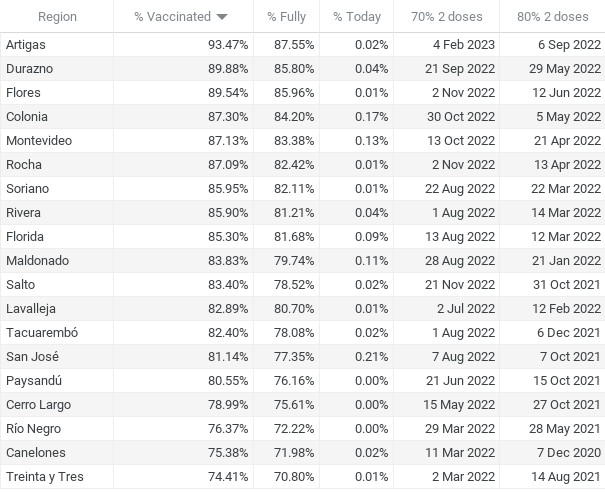 Region % Vaccinated % Fully % Today 70% 2 doses 80% 2 doses
Artigas 93.47% 87.55% 0.02% 4 Feb 2023 6 Sep 2022
Durazno 89.88% 85.80% 0.04% 21 Sep 2022 29 May 2022
Flores 89.54% 85.96% 0.01% 2 Nov 2022 12 Jun 2022
Colonia 87.30% 84.20% 0.17% 30 Oct 2022 5 May 2022
Montevideo 87.13% 83.38% 0.13% 13 Oct 2022 21 Apr 2022
Rocha 87.09% 82.42% 0.01% 2 Nov 2022 13 Apr 2022
Soriano 85.95% 82.11% 0.01% 22 Aug 2022 22 Mar 2022
Rivera 85.90% 81.21% 0.04% 1 Aug 2022 14 Mar 2022
Florida 85.30% 81.68% 0.09% 13 Aug 2022 12 Mar 2022
Maldonado 83.83% 79.74% 0.11% 28 Aug 2022 21 Jan 2022
Salto 83.40% 78.52% 0.02% 21 Nov 2022 31 Oct 2021
Lavalleja 82.89% 80.70% 0.01% 2 Jul 2022 12 Feb 2022
Tacuarembó 82.40% 78.08% 0.02% 1 Aug 2022 6 Dec 2021
San José 81.14% 77.35% 0.21% 7 Aug 2022 7 Oct 2021
Paysandú 80.55% 76.16% 0.00% 21 Jun 2022 15 Oct 2021
Cerro Largo 78.99% 75.61% 0.00% 15 May 2022 27 Oct 2021
Río Negro 76.37% 72.22% 0.00% 29 Mar 2022 28 May 2021
Canelones 75.38% 71.98% 0.02% 11 Mar 2022 7 Dec 2020
Treinta y Tres 74.41% 70.80% 0.01% 2 Mar 2022 14 Aug 2021